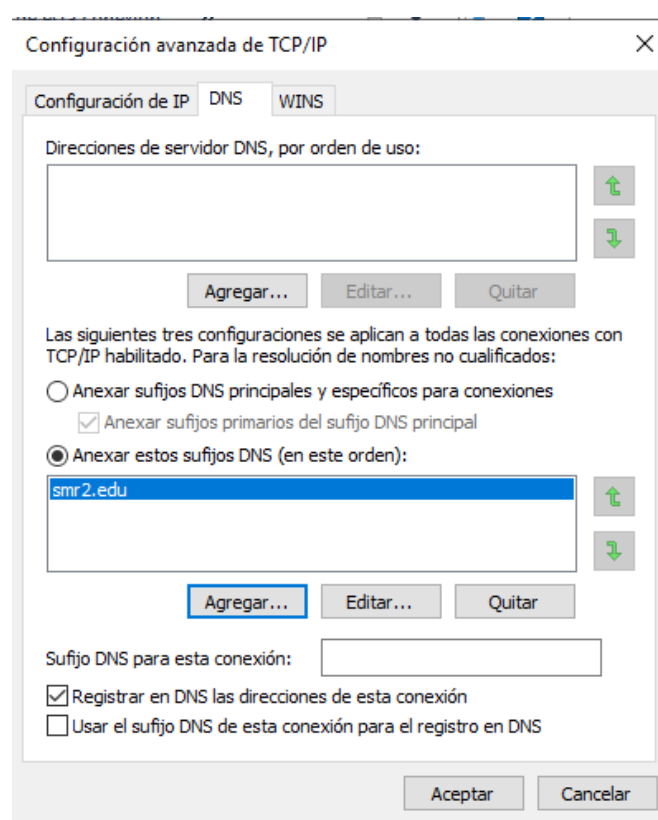 Configuración avanzada de TCP/IP
Configuración de IP DNS WINS
Direcciones de servidor DNS, por orden de uso:
Agregar... Editar... Quitar
Las siguientes tres configuraciones se aplican a todas las conexiones con
TCP/IP habilitado. Para la resolución de nombres no cualificados:
Anexar sufijos DNS principales y específicos para conexiones
Anexar sufijos primarios del sufijo DNS principal
Anexar estos sufijos DNS (en este orden):
smr2.edu
Agregar... Editar... Quitar
Sufijo DNS para esta conexión:
Registrar en DNS las direcciones de esta conexión
Usar el sufijo DNS de esta conexión para el registro en DNS
Aceptar Cancelar